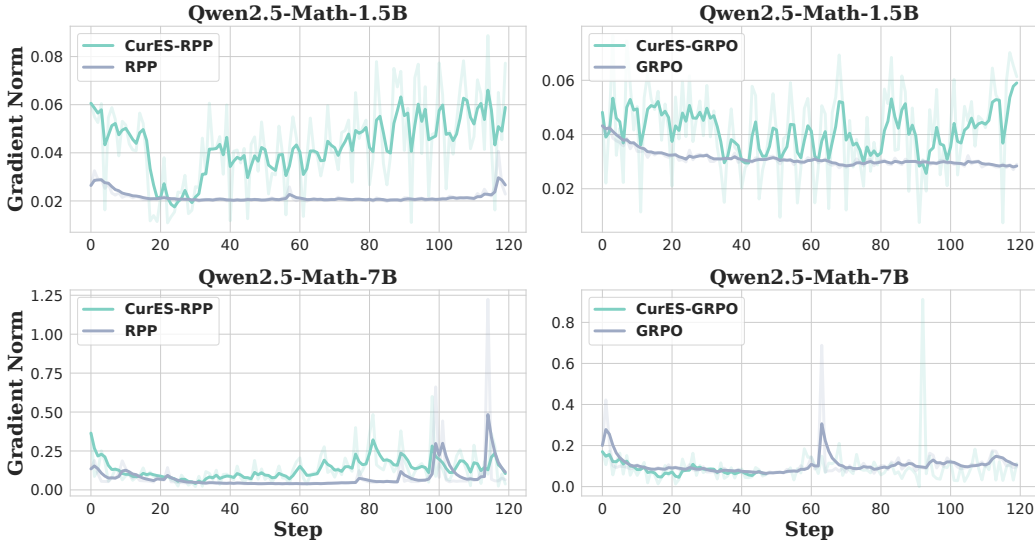 Qwen2.5-Math-1.5B
Gradient Norm
0.08
0.06
0.04
0.02
CurES-RPP
RPP
0 20 40 60 80 100 120
Qwen2.5-Math-1.5B
0.06
0.04
0.02
CurES-GRPO
GRPO
0 20 40 60 80 100 120
Qwen2.5-Math-7B
Gradient Norm
1.25
1.00
0.75
0.50
0.25
0.00
CurES-RPP
RPP
0 20 40 60 80 100 120
Step
Qwen2.5-Math-7B
0.8
0.6
0.4
0.2
0.0
CurES-GRPO
GRPO
0 20 40 60 80 100 120
Step